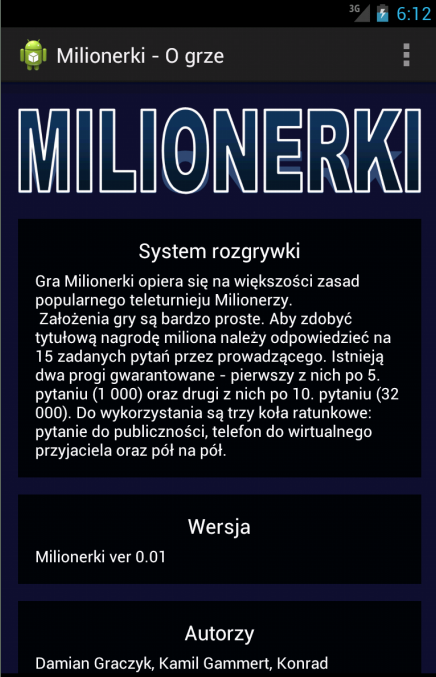 3G 6:12
Milionerki - O grze
MILIONERKI
System rozgrywki
Gra Milionerki opiera się na większości zasad
popularnego teleturnieju Milionerzy.
Założenia gry są bardzo proste. Aby zdobyć
tytułową nagrodę miliona należy odpowiedzieć na
15 zadanych pytań przez prowadzącego. Istnieją
dwa progi gwarantowane - pierwszy z nich po 5.
pytaniu (1 000) oraz drugi z nich po 10. pytaniu (32
000). Do wykorzystania są trzy koła ratunkowe:
pytanie do publiczności, telefon do wirtualnego
przyjaciela oraz pół na pół.
Wersja
Milionerki ver 0.01
Autorzy
Damian Graczyk, Kamil Gammert, Konrad